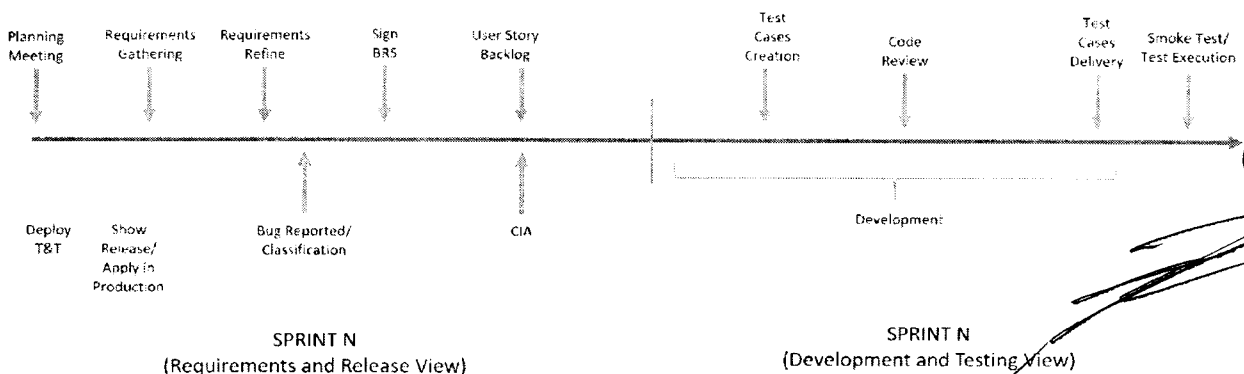 Planning
Meeting
Requirements
Gathering
Requirements
Refine
Sign
BRS
User Story
Backlog
Test
Cases
Creation
Code
Review
Test
Cases
Delivery
Smoke Test/
Test Execution
Deploy
T&T
Show
Release/
Apply in
Production
Bug Reported/
Classification
CIA
Development
SPRINT N
(Requirements and Release View)
SPRINT N
(Development and Testing View)